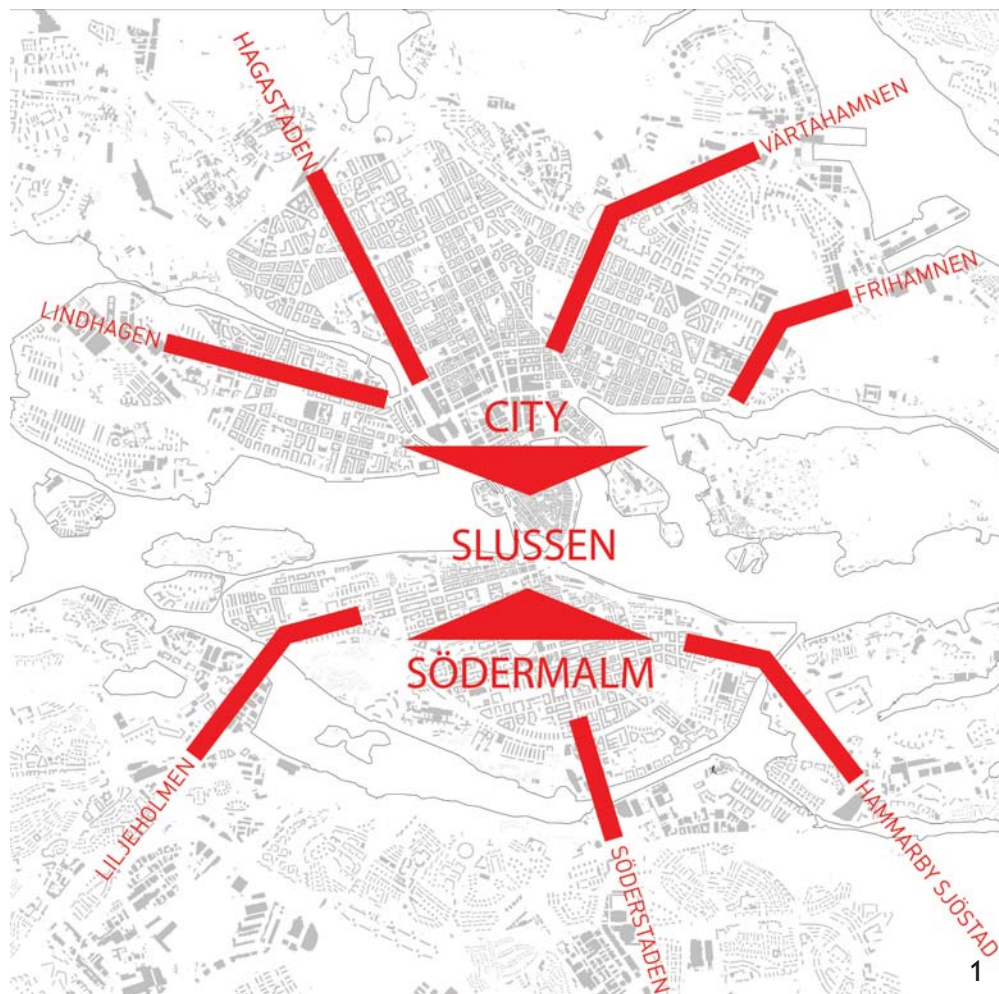 HAGASTADEN
VÄRTAHAMNEN
FRIHAMNEN
LINDHAGEN
CITY
SLUSSEN
SÖDERMALM
LILJEHOLMEN
SÖDERSTADEN
HAMMARBY SJÖSTAD
1